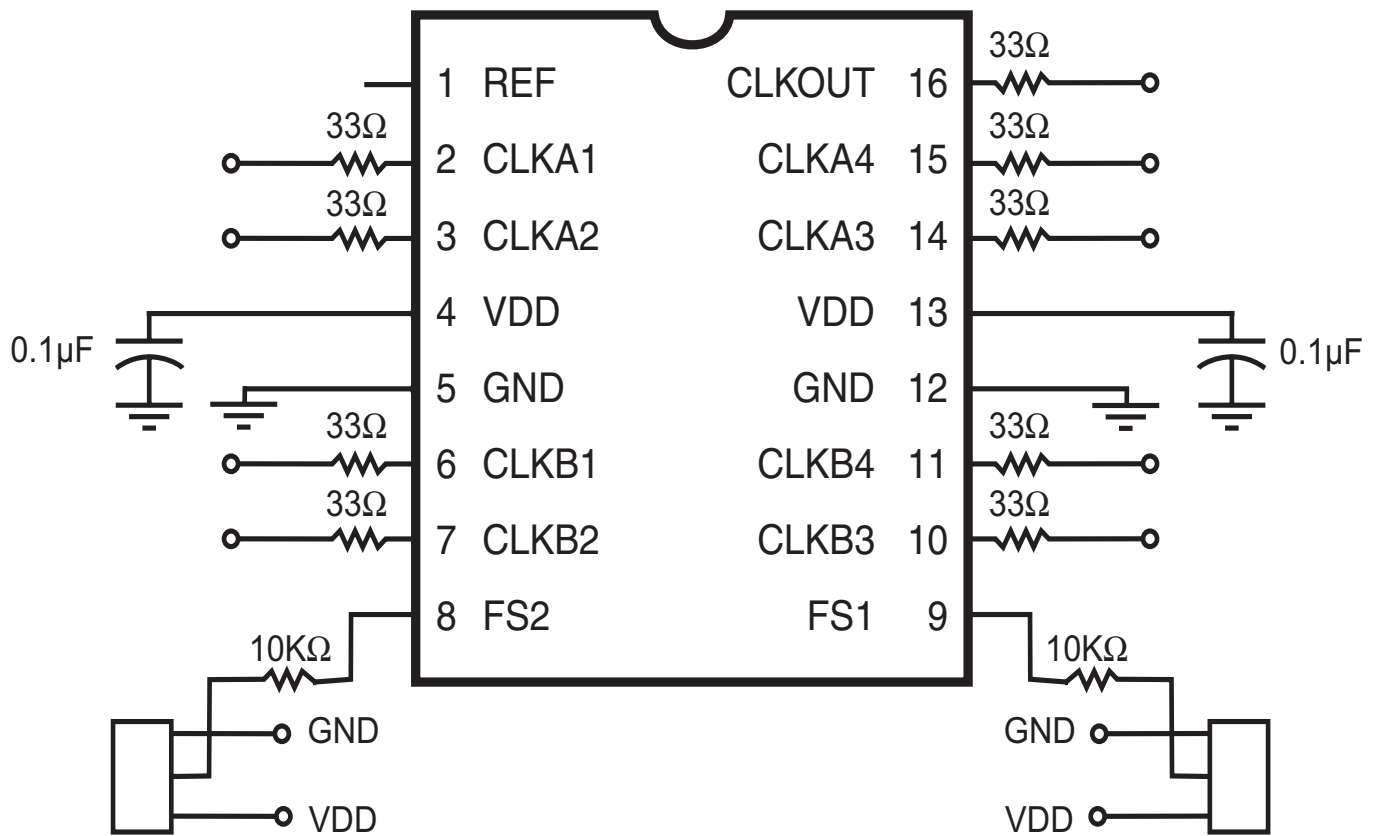 33Ω
1 REF CLKOUT 16
33Ω 33Ω
2 CLKA1 CLKA4 15
33Ω 33Ω
3 CLKA2 CLKA3 14
4 VDD VDD 13
0.1µF 0.1µF
5 GND GND 12
33Ω 33Ω
6 CLKB1 CLKB4 11
33Ω 33Ω
7 CLKB2 CLKB3 10
8 FS2 FS1 9
10KΩ 10KΩ
GND GND
VDD VDD